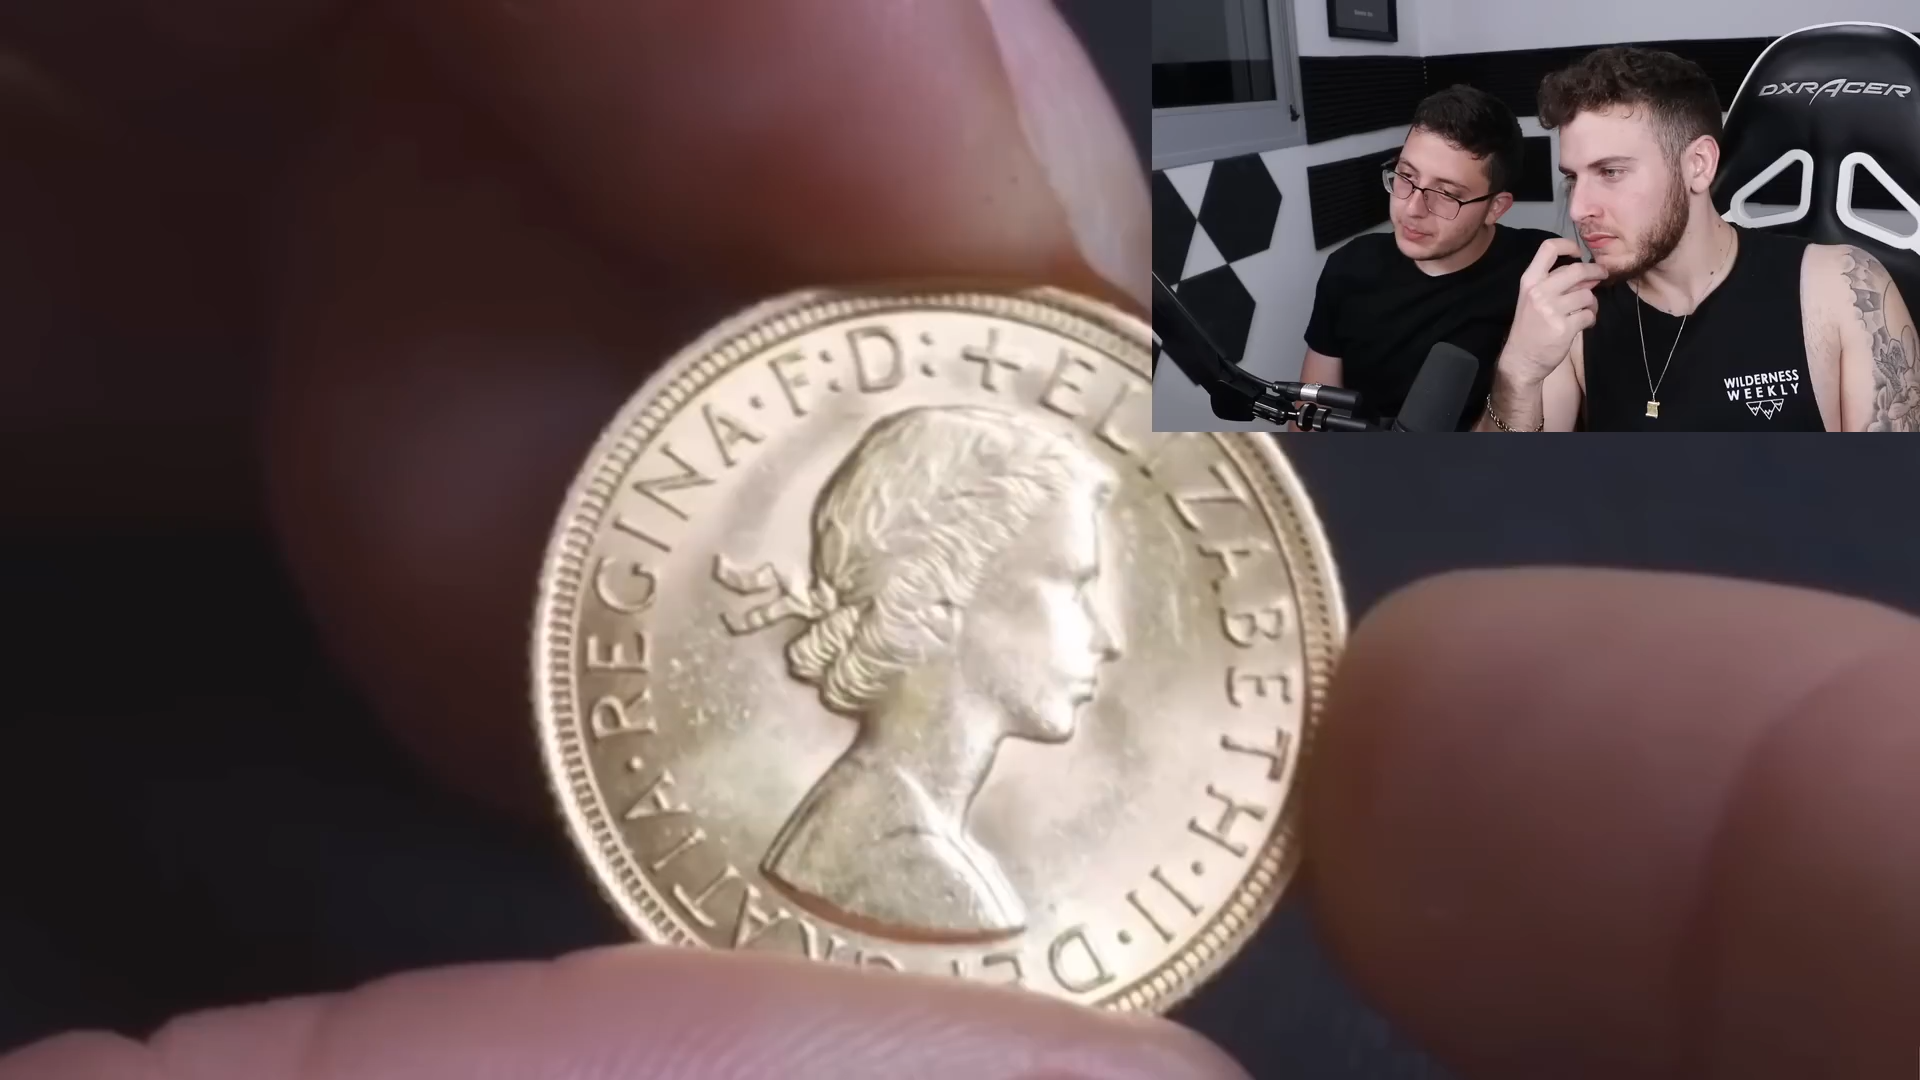 + ELIZABETH·II·DEI·GRATIA·REGINA·F:D:
DXRACER
WILDERNESS
WEEKLY